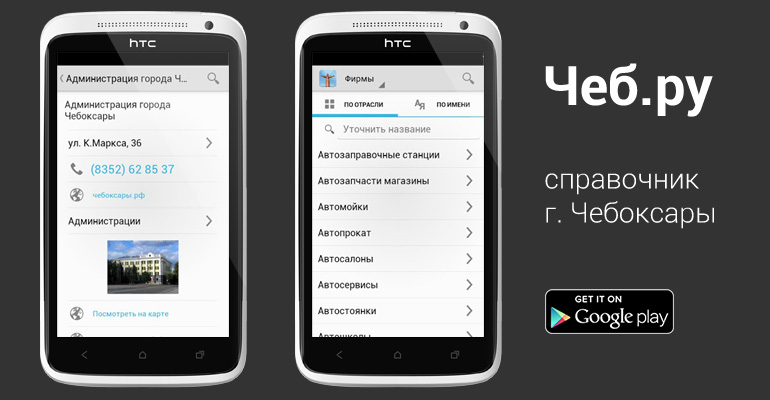 hTC
Администрация города Ч...
Администрация города
Чебоксары
ул. К.Маркса, 36
(8352) 62 85 37
чебоксары.рф
Администрации
Посмотреть на карте
hTC
Фирмы
ПО ОТРАСЛИ
АЯ
ПО ИМЕНИ
Уточнить название
Автозаправочные станции
Автозапчасти магазины
Автомойки
Автопрокат
Автосалоны
Автосервисы
Автостоянки
Автошколы
Чеб.ру
справочник
г. Чебоксары
GET IT ON
Google play